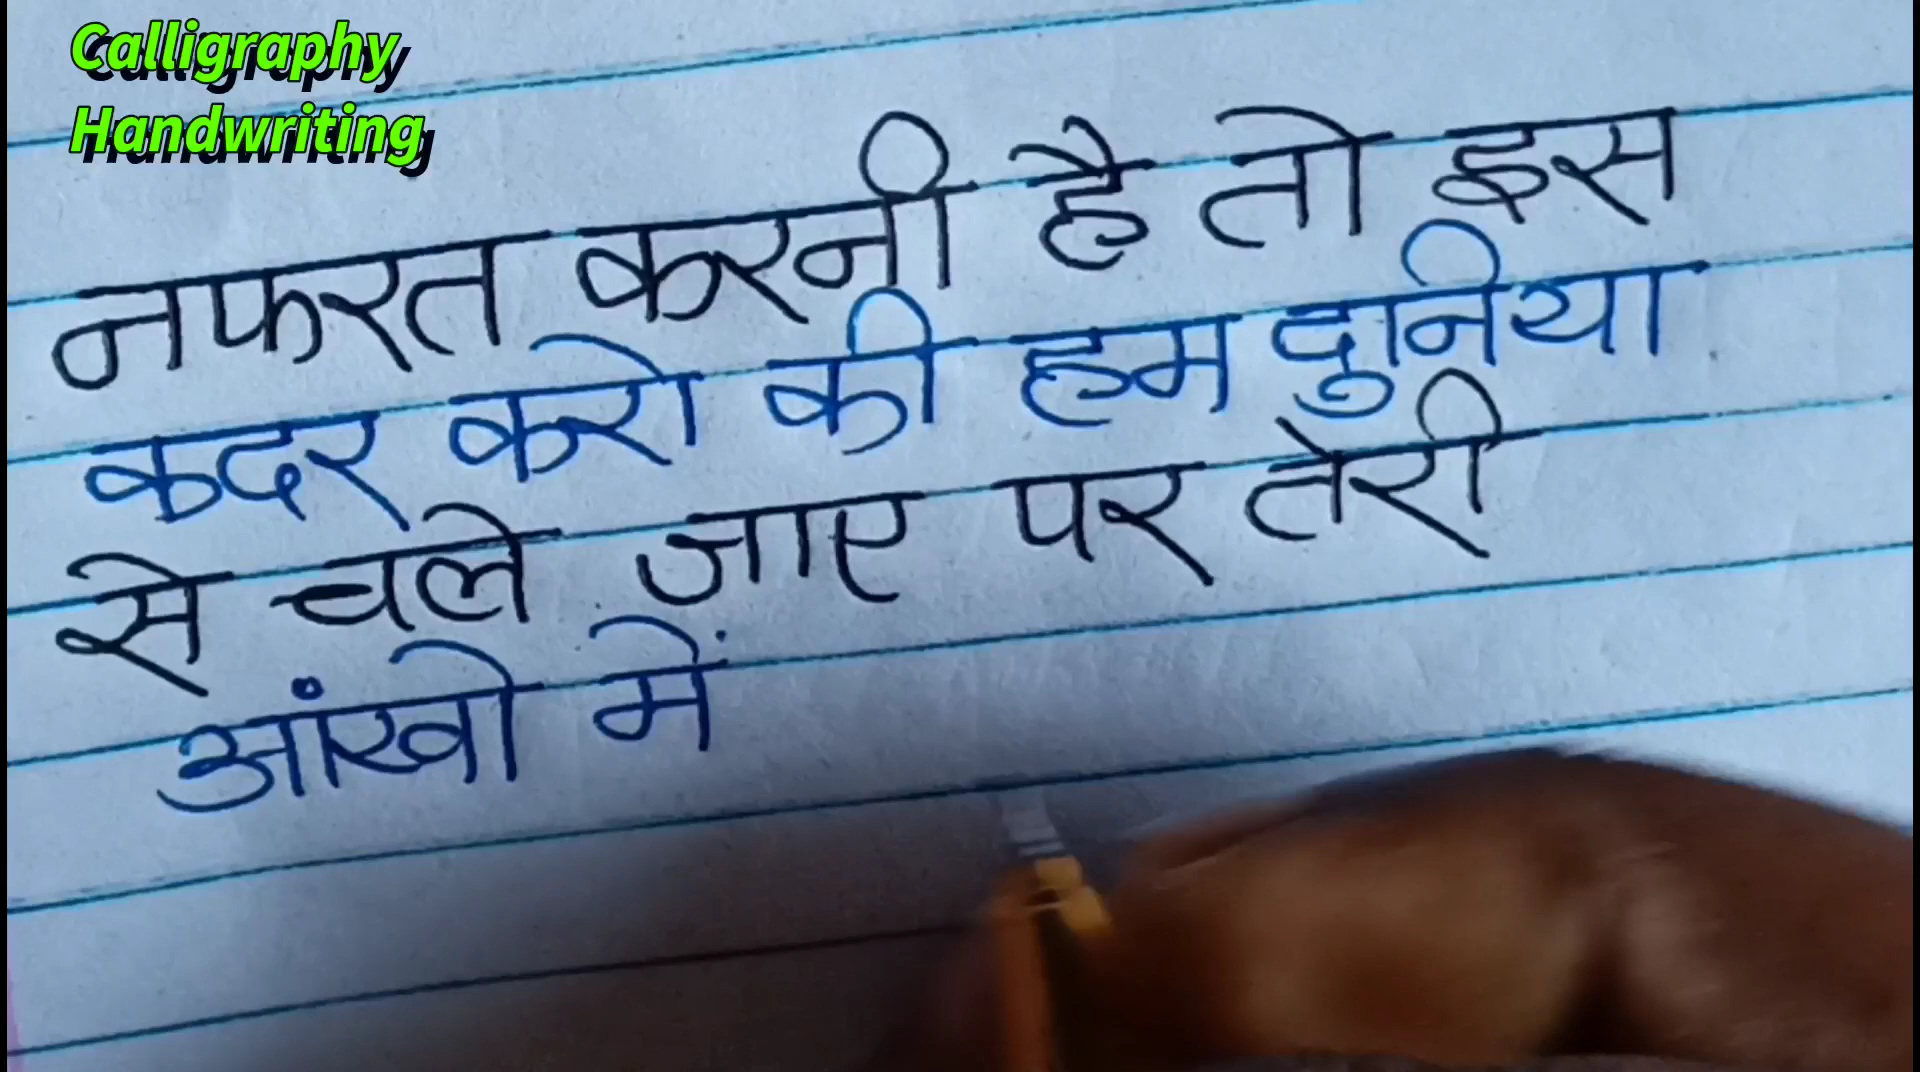 Calligraphy
Handwriting
नफरत करनी है तो इस
कदर करो की हम दुनिया
से चले जाए पर तेरी
आंखो में